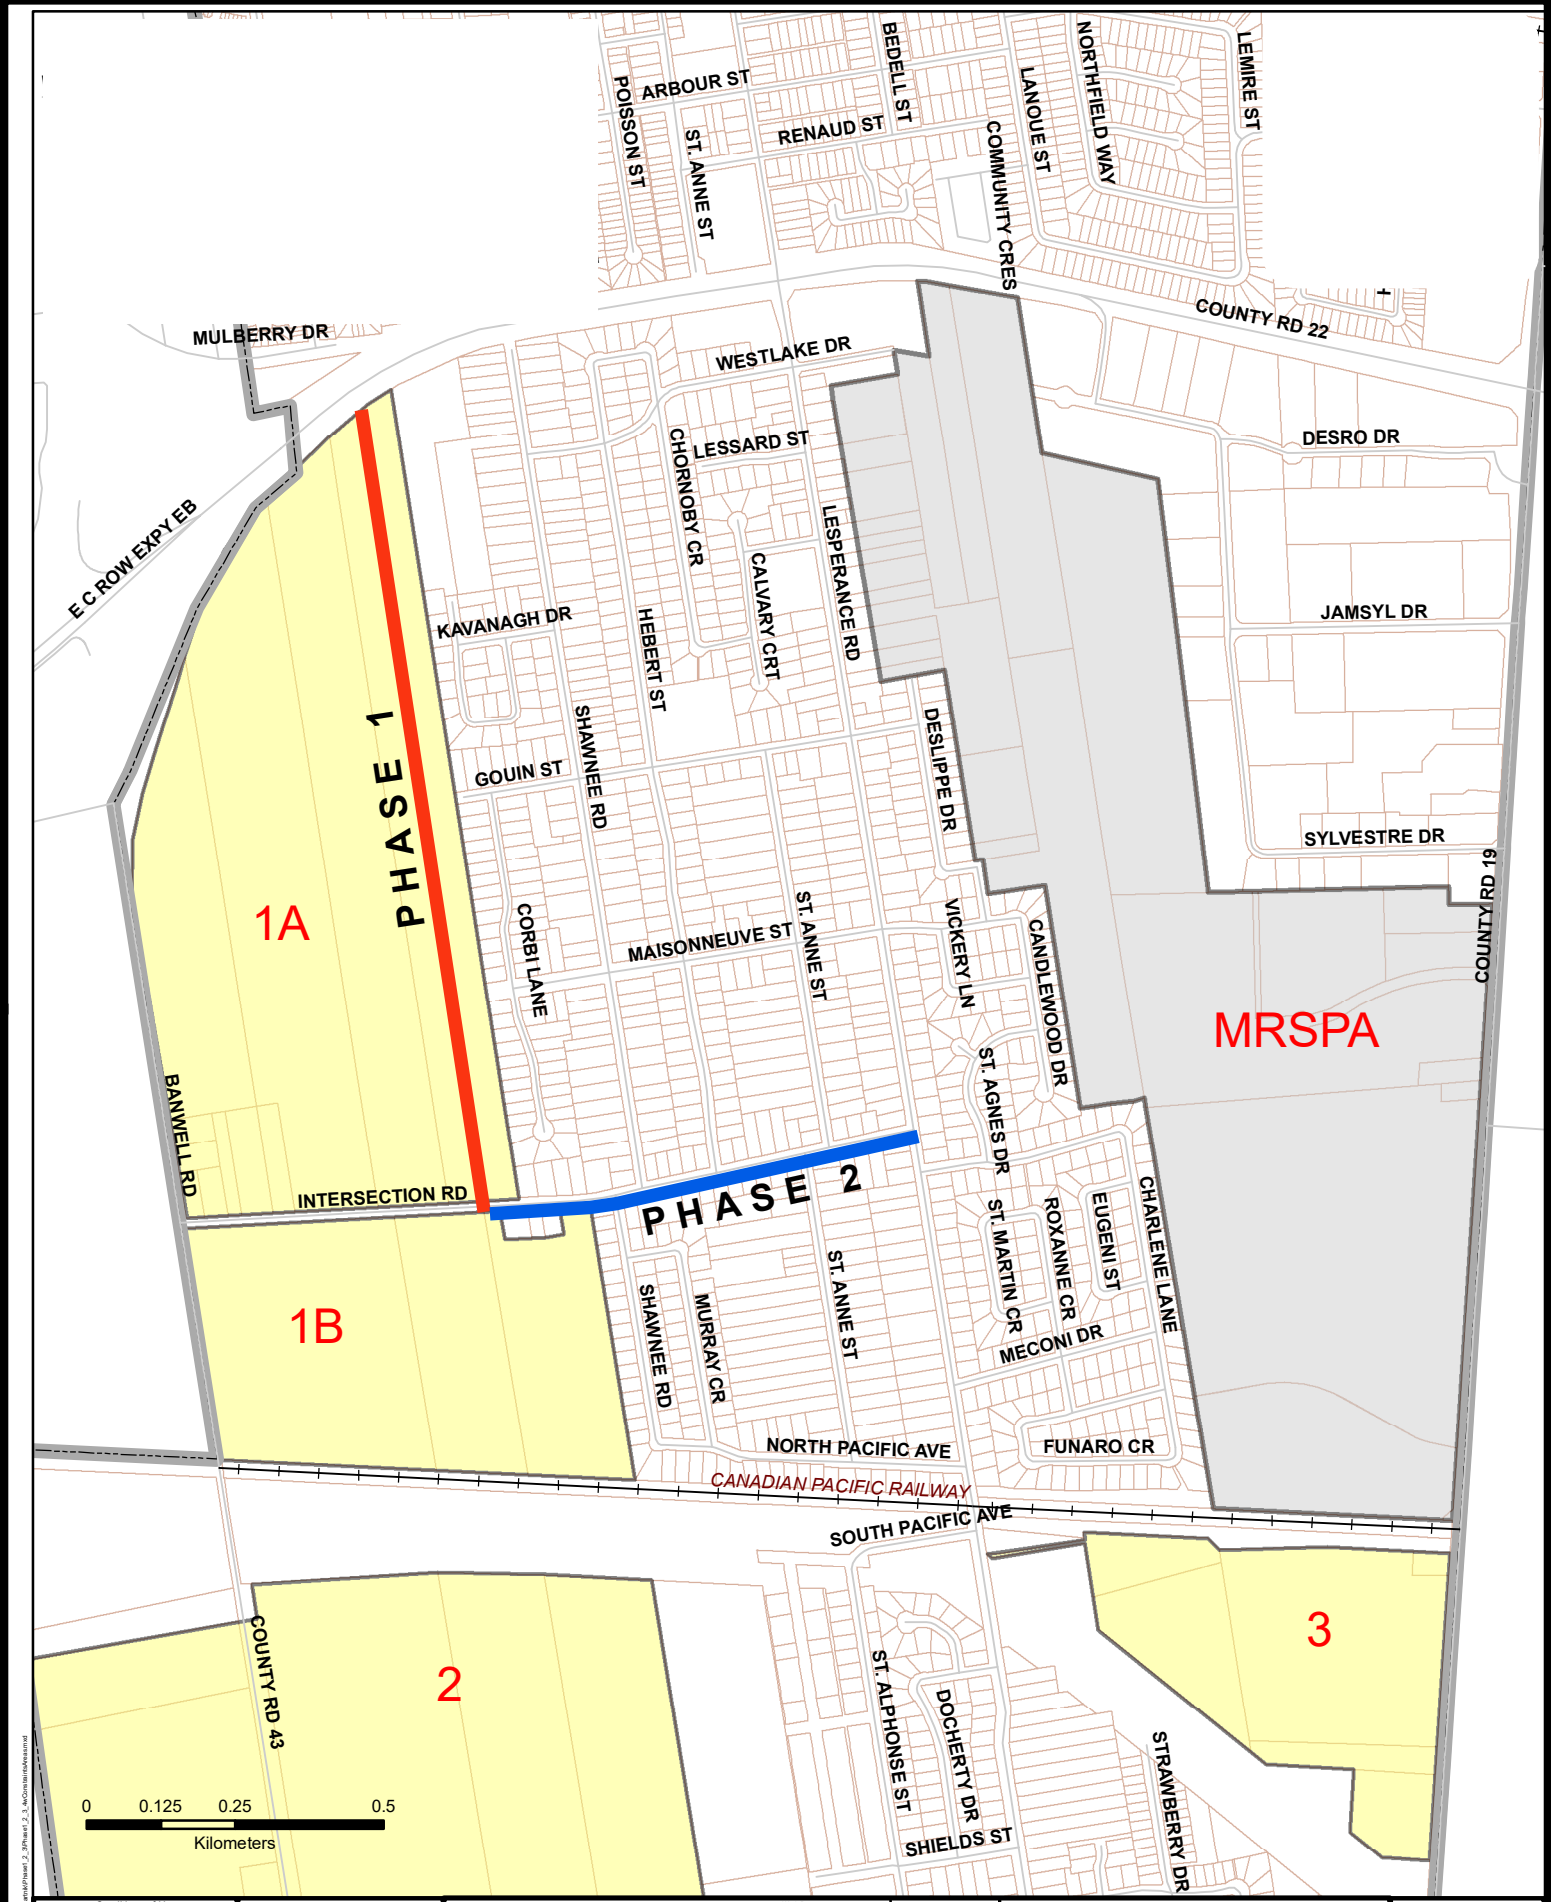 BEDELL ST
LEMIRE ST
NORTHFIELD WAY
POISSON ST
ARBOUR ST
LANOUE ST
RENAUD ST
ST. ANNE ST
COMMUNITY CRES
COUNTY RD 22
MULBERRY DR
WESTLAKE DR
DESRO DR
LESSARD ST
CHORNOBY CR
E C ROW EXPY EB
LESPERANCE RD
CALVARY CRT
KAVANAGH DR
HEBERT ST
JAMSYL DR
PHASE 1
SHAWNEE RD
DESLIPPE DR
GOUIN ST
SYLVESTRE DR
COUNTY RD 19
1A
CORBI LANE
ST. ANNE ST
MAISONNEUVE ST
VICKERY LN
CANDLEWOOD DR
MRSPA
ST. AGNES DR
BANWELL RD
INTERSECTION RD
PHASE 2
ST. MARTIN CR
ROXANNE CR
EUGENI ST
CHARLENE LANE
1B
SHAWNEE RD
MURRAY CR
ST. ANNE ST
MECONI DR
NORTH PACIFIC AVE
FUNARO CR
CANADIAN PACIFIC RAILWAY
SOUTH PACIFIC AVE
COUNTY RD 43
2
3
ST. ALPHONSE ST
DOCHERTY DR
STRAWBERRY DR
SHIELDS ST
0 0.125 0.25 0.5
Kilometers